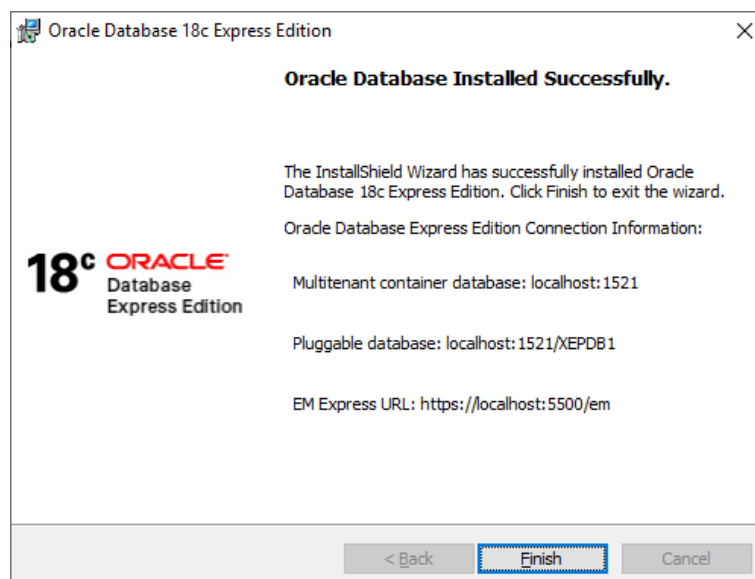 Oracle Database 18c Express Edition
Oracle Database Installed Successfully.
The InstallShield Wizard has successfully installed Oracle
Database 18c Express Edition. Click Finish to exit the wizard.
Oracle Database Express Edition Connection Information:
18c ORACLE
Database
Express Edition
Multitenant container database: localhost:1521
Pluggable database: localhost:1521/XEPDB1
EM Express URL: https://localhost:5500/em
< Back Finish Cancel